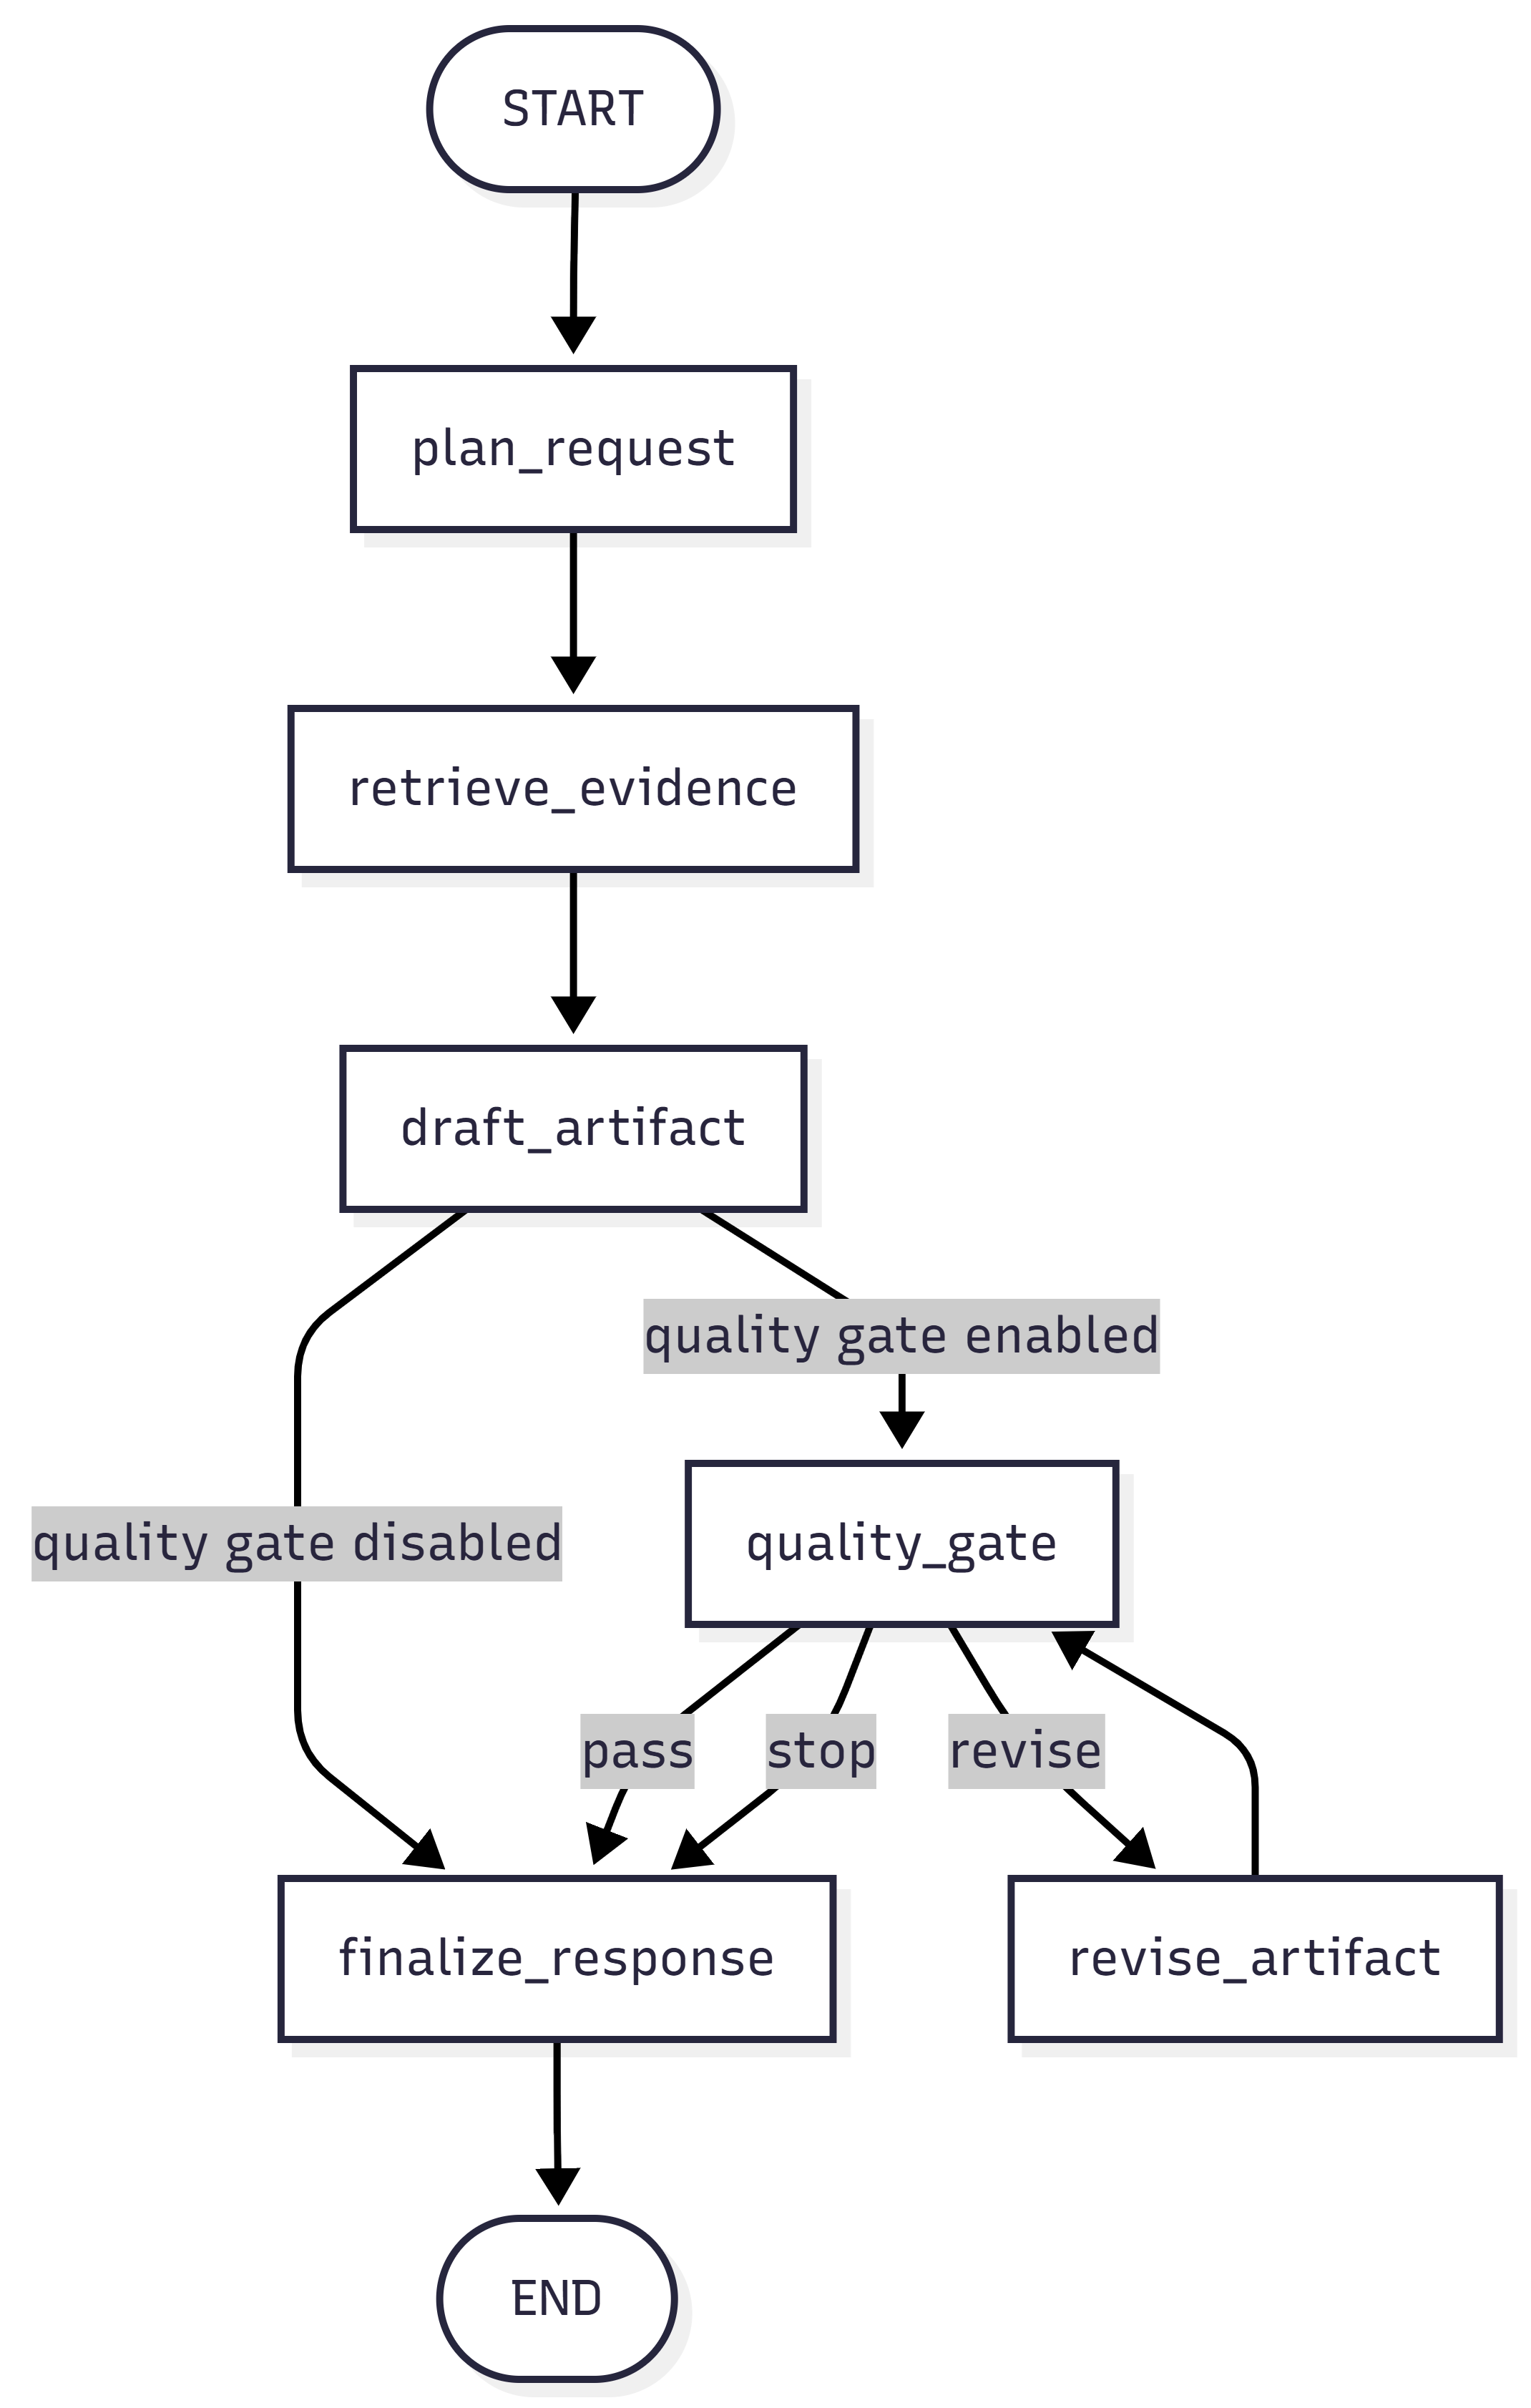 START
plan_request
retrieve_evidence
draft_artifact
quality gate enabled
quality gate disabled
quality_gate
pass
stop
revise
finalize_response
revise_artifact
END